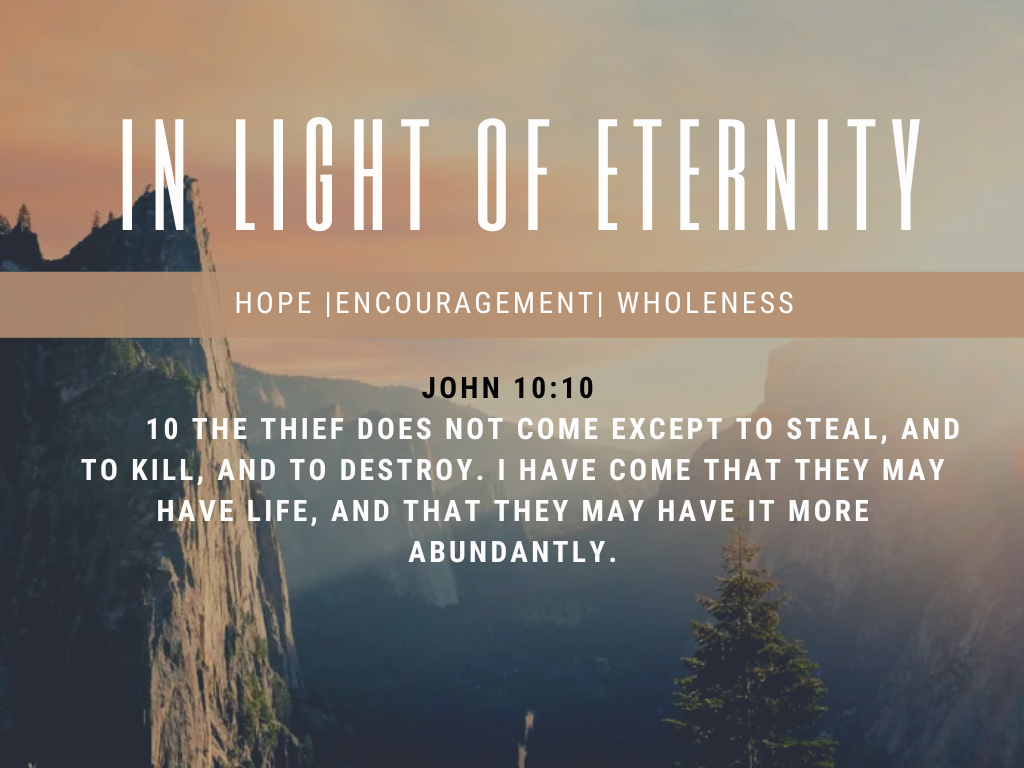 IN LIGHT OF ETERNITY
HOPE |ENCOURAGEMENT| WHOLENESS
JOHN 10:10
10 THE THIEF DOES NOT COME EXCEPT TO STEAL, AND
TO KILL, AND TO DESTROY. I HAVE COME THAT THEY MAY
HAVE LIFE, AND THAT THEY MAY HAVE IT MORE
ABUNDANTLY.